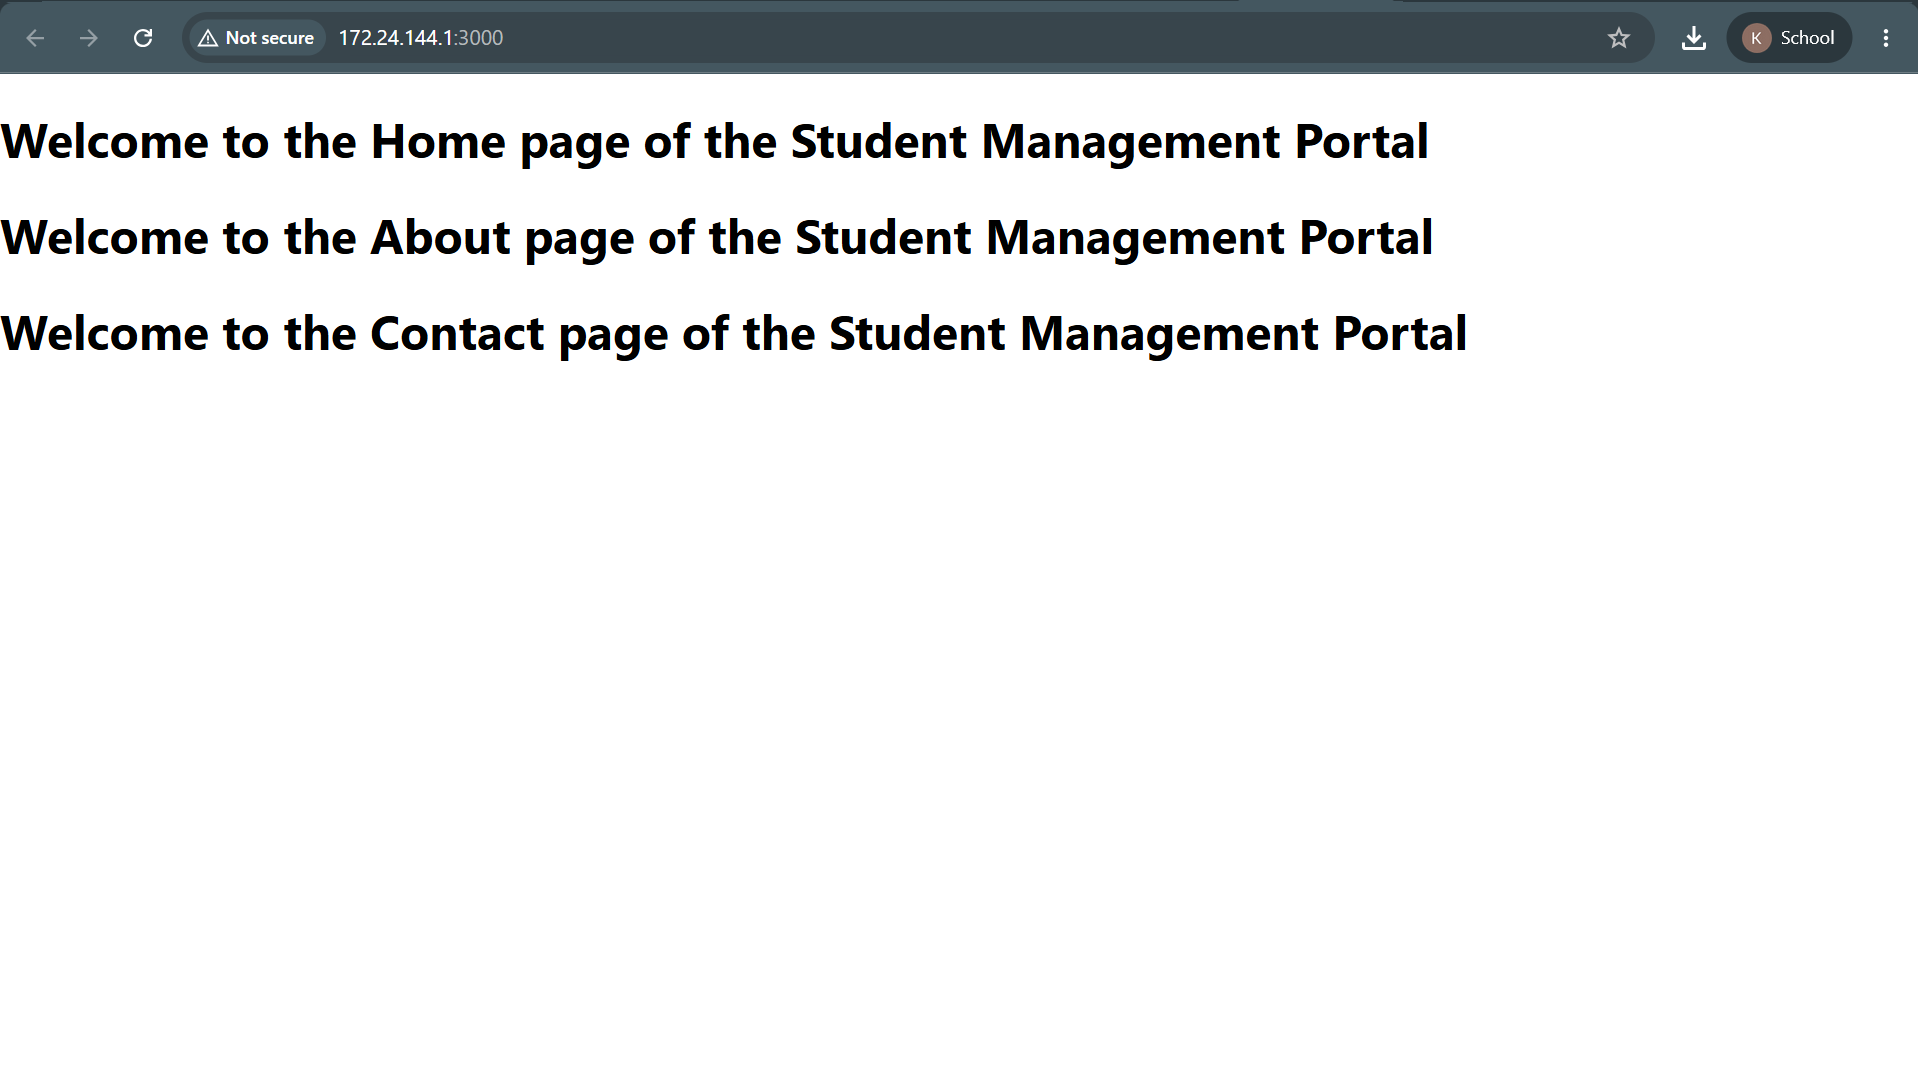 Not secure 172.24.144.1:3000 K School
Welcome to the Home page of the Student Management Portal
Welcome to the About page of the Student Management Portal
Welcome to the Contact page of the Student Management Portal